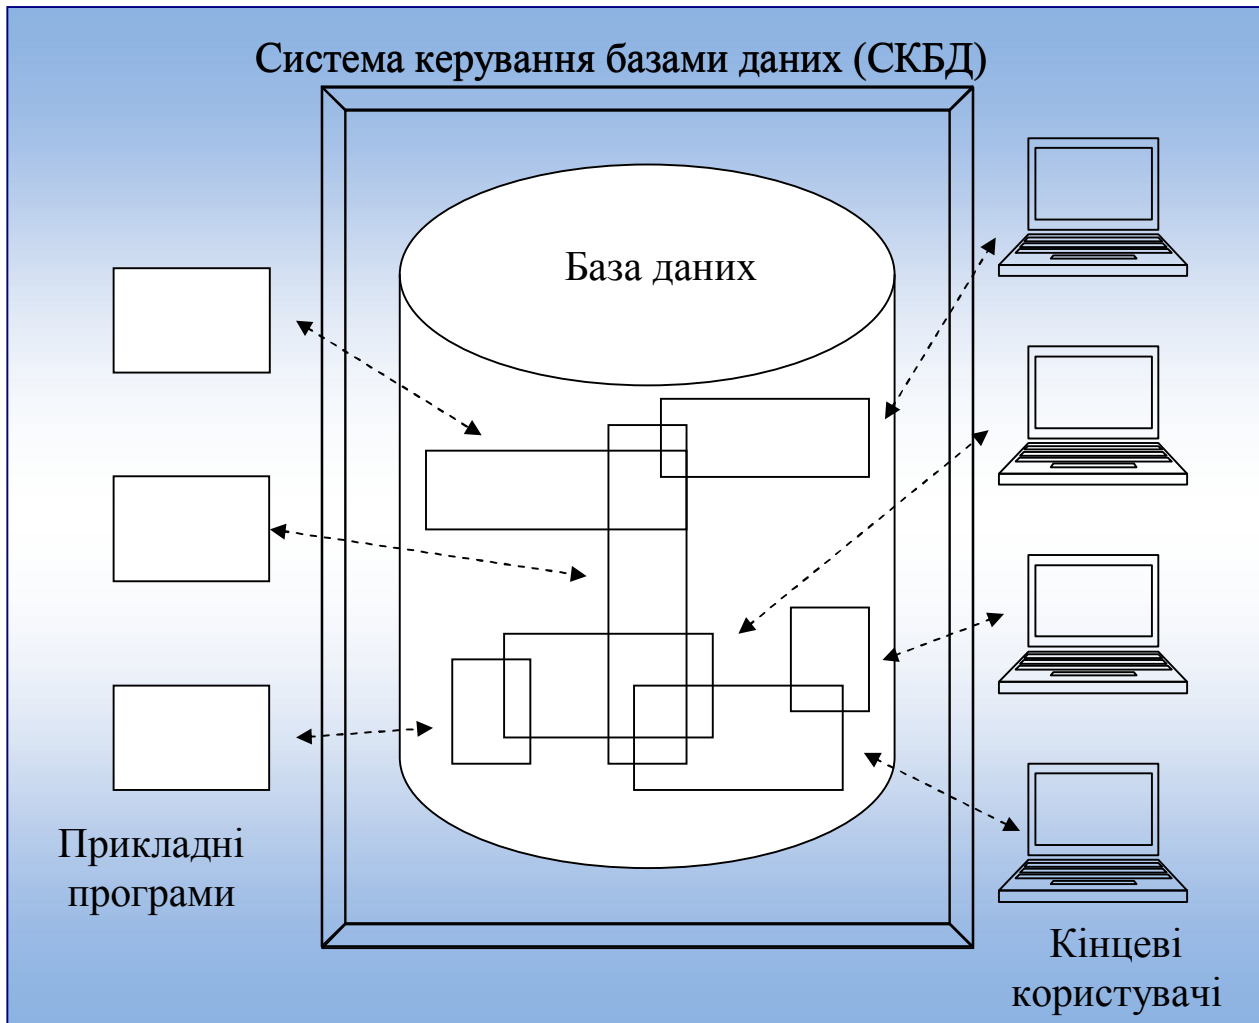 Система керування базами даних (СКБД)
База даних
Прикладні
програми
Кінцеві
користувачі